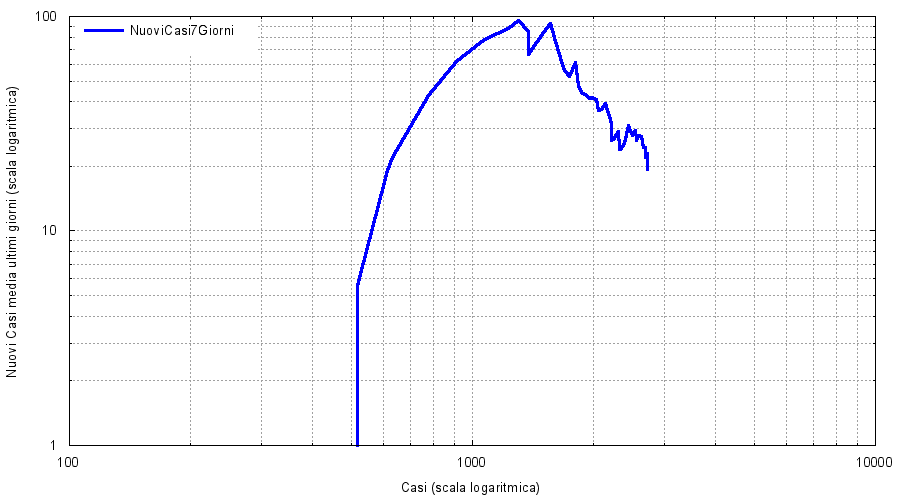 100
NuoviCasi7Giorni
10
1
100
1000
10000
Casi (scala logaritmica)
Nuovi Casi media ultimi giorni (scala logaritmica)